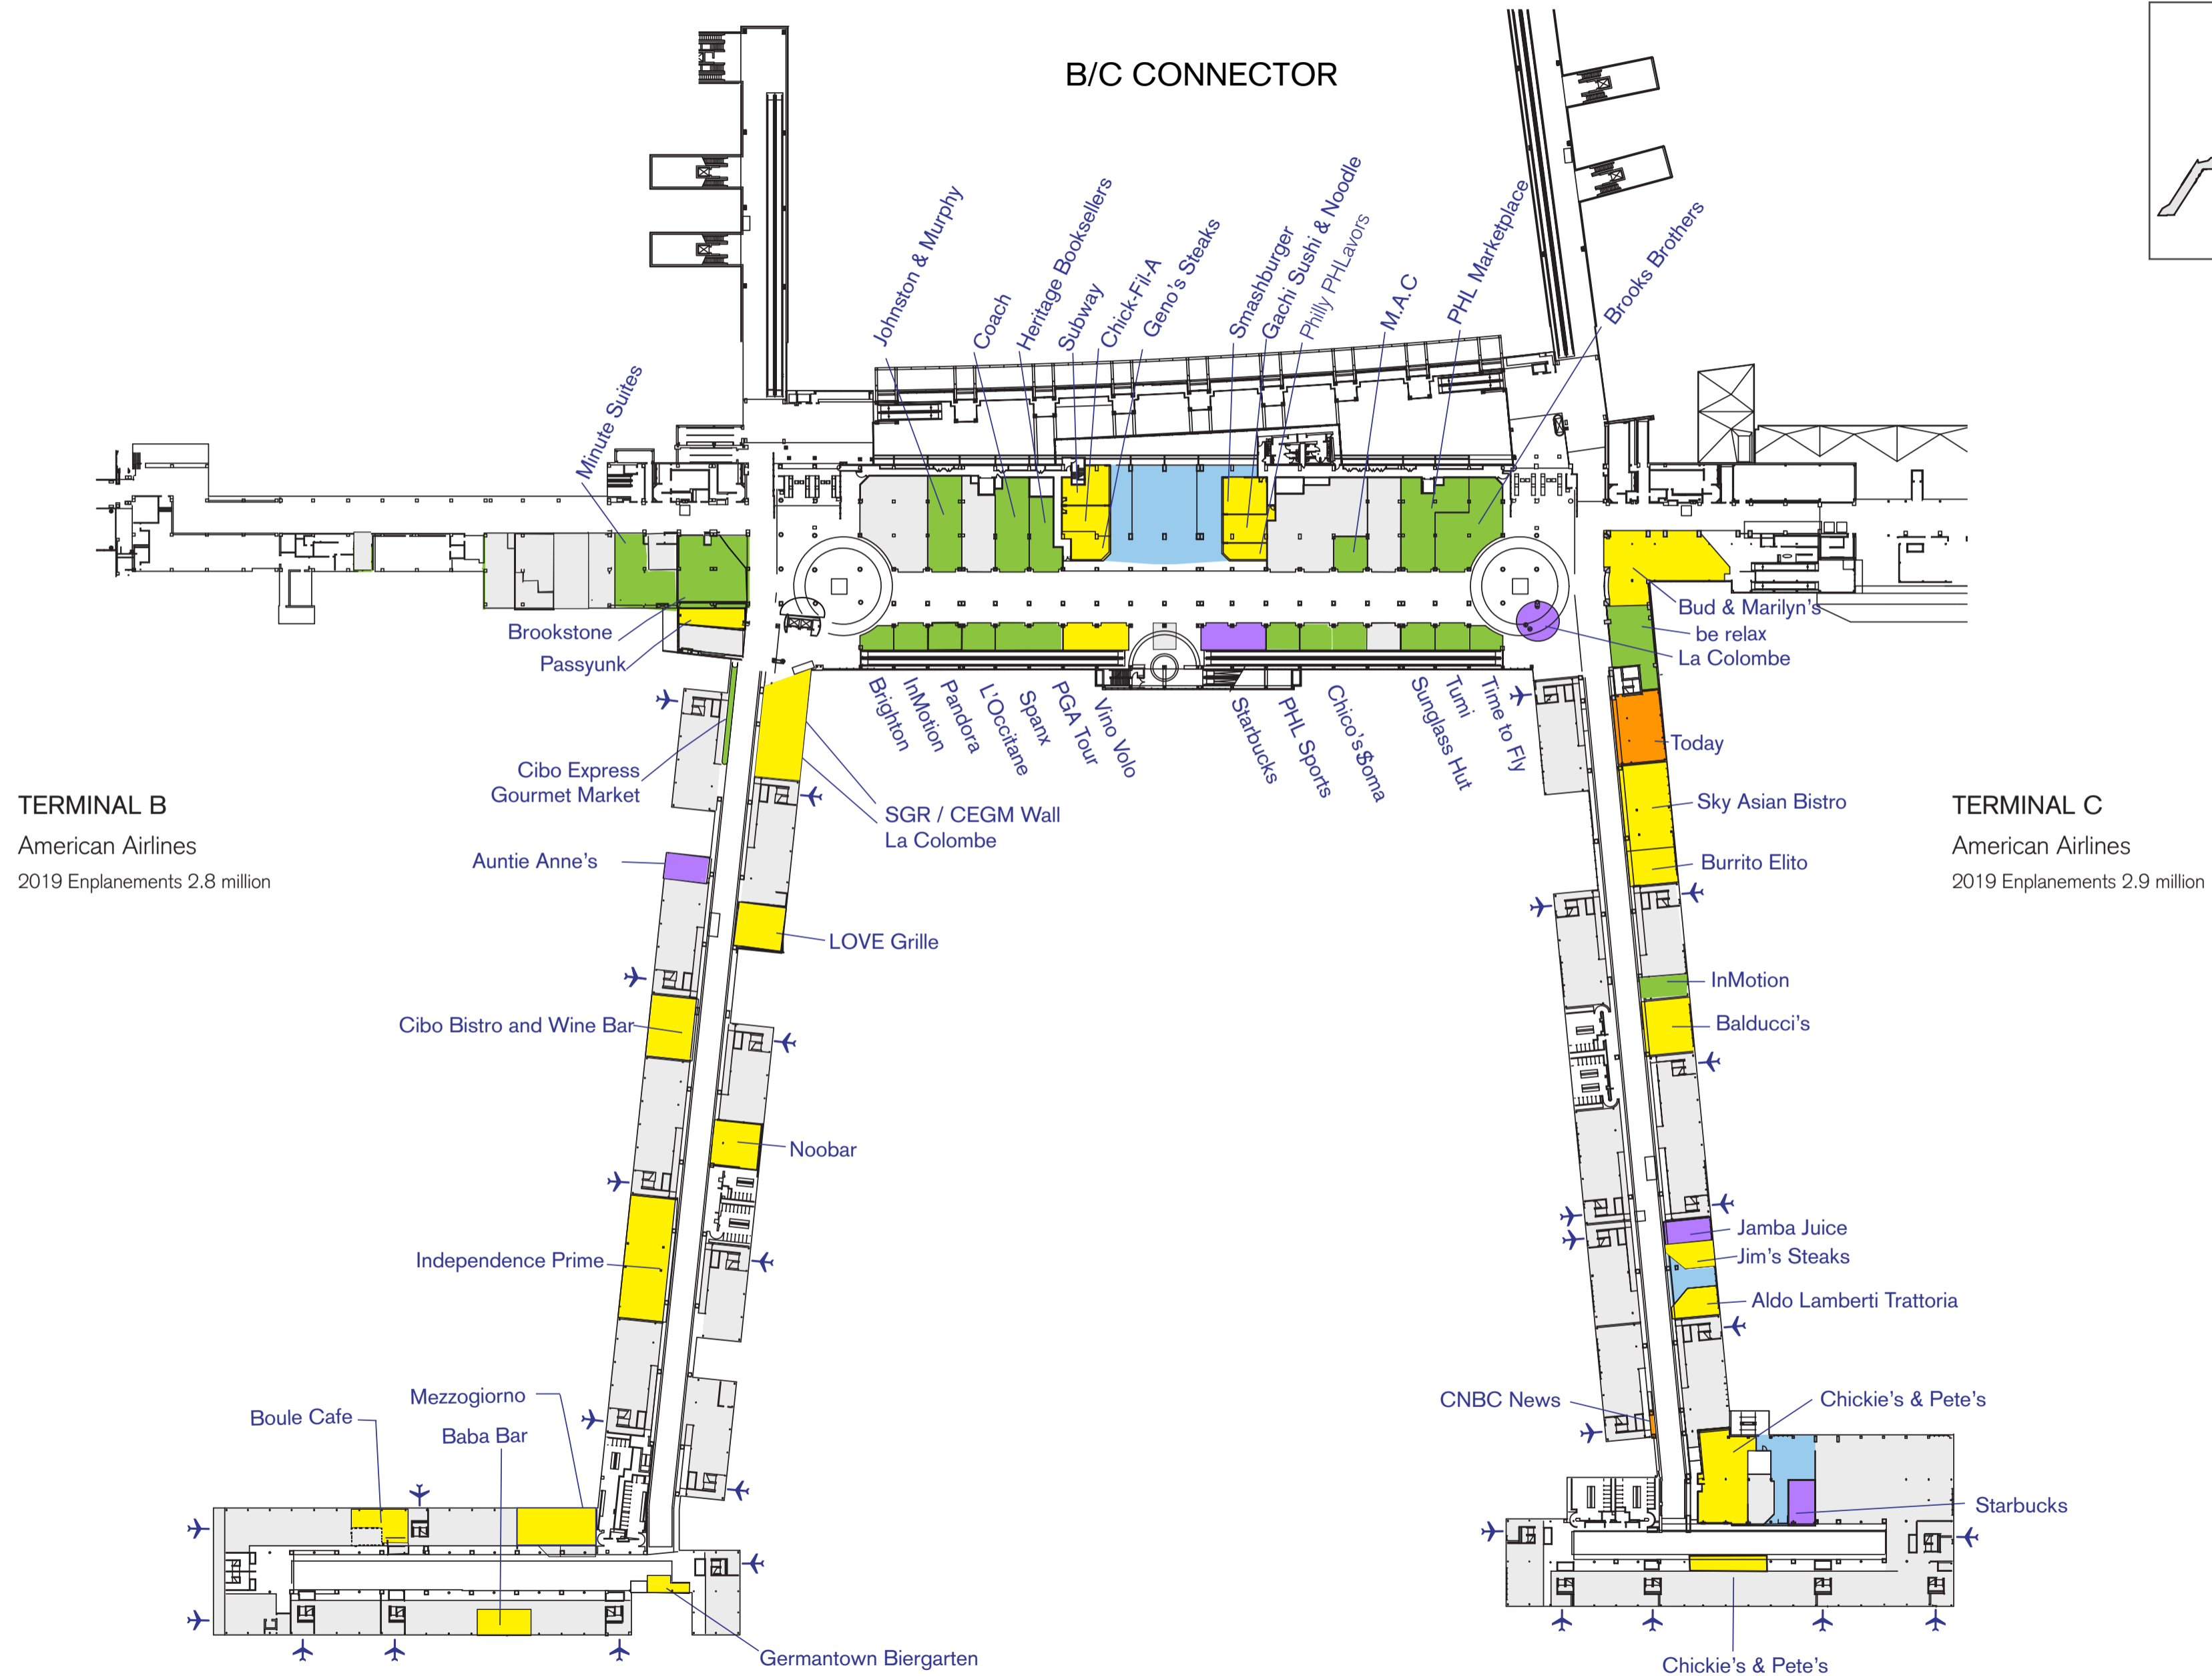 B/C CONNECTOR
Johnston & Murphy
Coach
Heritage Booksellers
Subway
Chick-Fil-A
Geno's Steaks
Smashburger
Gachi Sushi & Noodle
Philly PHLavors
M.A.C
PHL Marketplace
Brooks Brothers
Minute Suites
Brookstone
Passyunk
Bud & Marilyn's
be relax
La Colombe
Brighton
InMotion
Pandora
L'Occitane
Spanx
PGA Tour
Vino Volo
Starbucks
PHL Sports
Chico's
Soma
Sunglass Hut
Tumi
Time to Fly
Today
Cibo Express
Gourmet Market
SGR / CEGM Wall
La Colombe
TERMINAL B
American Airlines
2019 Enplanements 2.8 million
Sky Asian Bistro
Burrito Elito
TERMINAL C
American Airlines
2019 Enplanements 2.9 million
Auntie Anne's
LOVE Grille
InMotion
Cibo Bistro and Wine Bar
Balducci's
Noobar
Independence Prime
Jamba Juice
Jim's Steaks
Aldo Lamberti Trattoria
Mezzogiorno
Boule Cafe
Baba Bar
CNBC News
Chickie's & Pete's
Starbucks
Germantown Biergarten
Chickie's & Pete's